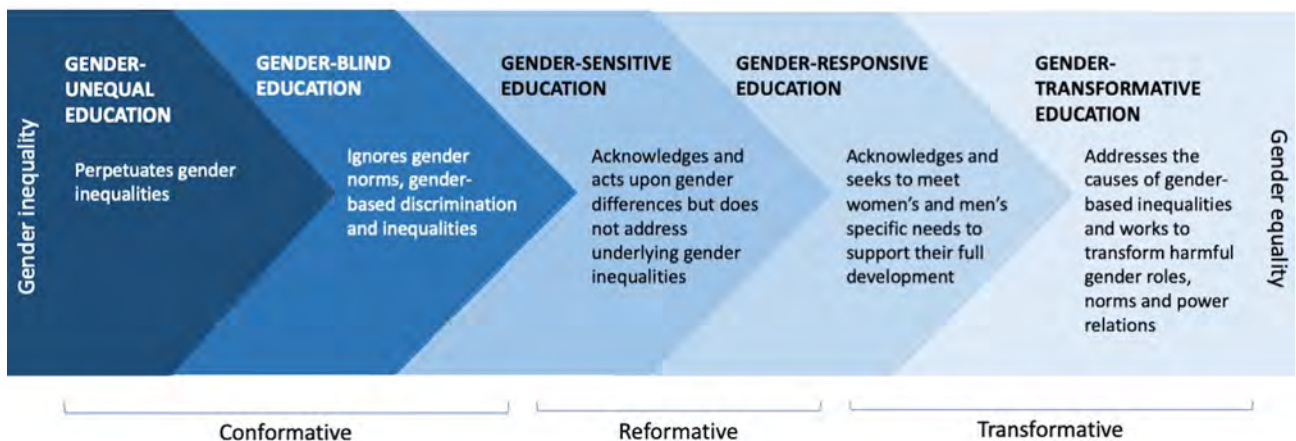 Gender inequality
GENDER-
UNEQUAL
EDUCATION
Perpetuates gender
inequalities
GENDER-BLIND
EDUCATION
Ignores gender
norms, gender-
based discrimination
and inequalities
GENDER-SENSITIVE
EDUCATION
Acknowledges and
acts upon gender
differences but does
not address
underlying gender
inequalities
GENDER-RESPONSIVE
EDUCATION
Acknowledges and
seeks to meet
women’s and men’s
specific needs to
support their full
development
GENDER-
TRANSFORMATIVE
EDUCATION
Addresses the
causes of gender-
based inequalities
and works to
transform harmful
gender roles,
norms and power
relations
Gender equality
Conformative
Reformative
Transformative